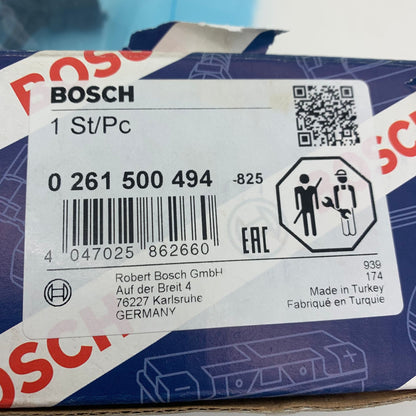 BOSCH
BOSCH
1 St/Pc
0 261 500 494 -825
4 047025 862660
EAC
Robert Bosch GmbH
Auf der Breit 4
76227 Karlsruhe
GERMANY
939
174
Made in Turkey
Fabriqué en Turquie
BOSCH
BOSCH